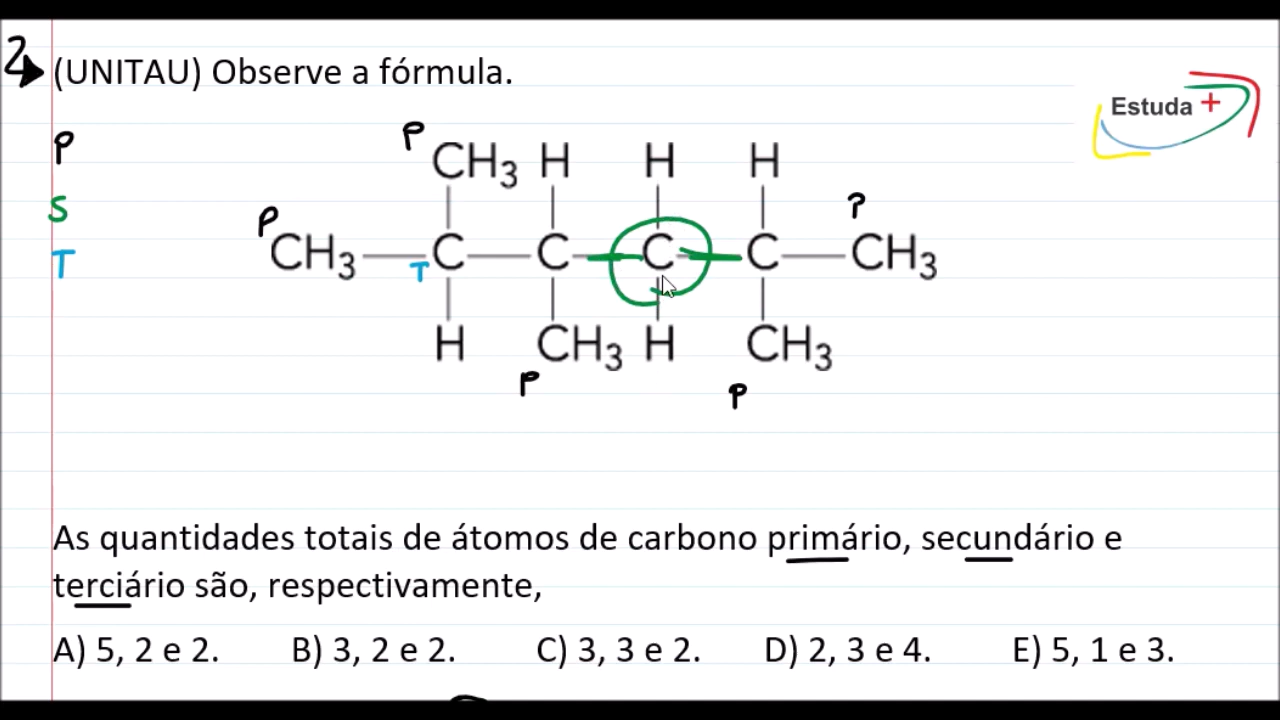 2 (UNITAU) Observe a fórmula.
Estuda +
P
S
T
P
CH3 H H H
P P
CH3 C C C C CH3
T
H CH3 H CH3
P P
As quantidades totais de átomos de carbono primário, secundário e
terciário são, respectivamente,
A) 5, 2 e 2. B) 3, 2 e 2. C) 3, 3 e 2. D) 2, 3 e 4. E) 5, 1 e 3.